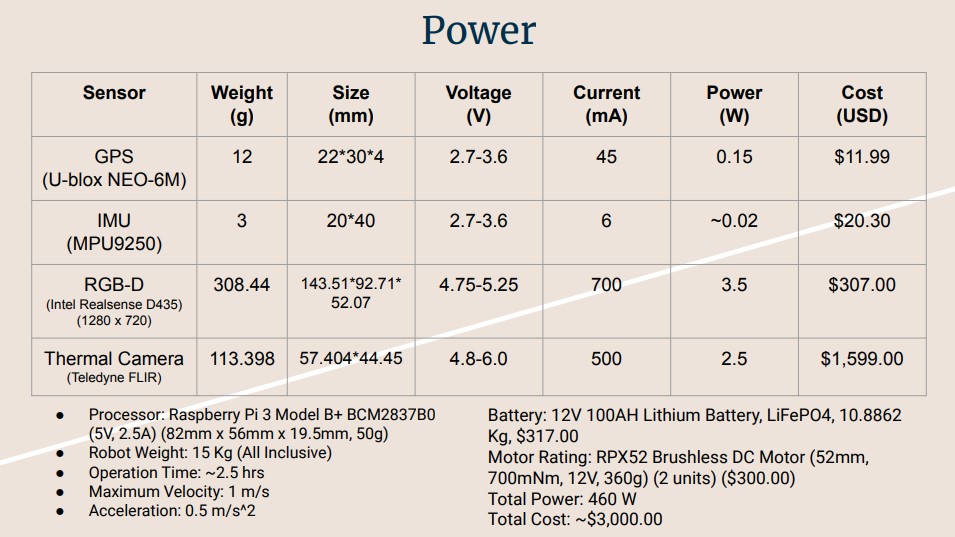 Power
Sensor Weight (g) Size (mm) Voltage (V) Current (mA) Power (W) Cost (USD)
GPS (U-blox NEO-6M) 12 22*30*4 2.7-3.6 45 0.15 $11.99
IMU (MPU9250) 3 20*40 2.7-3.6 6 ~0.02 $20.30
RGB-D (Intel Realsense D435) (1280 x 720) 308.44 143.51*92.71*52.07 4.75-5.25 700 3.5 $307.00
Thermal Camera (Teledyne FLIR) 113.398 57.404*44.45 4.8-6.0 500 2.5 $1,599.00
● Processor: Raspberry Pi 3 Model B+ BCM2837B0
(5V, 2.5A) (82mm x 56mm x 19.5mm, 50g)
● Robot Weight: 15 Kg (All Inclusive)
● Operation Time: ~2.5 hrs
● Maximum Velocity: 1 m/s
● Acceleration: 0.5 m/s^2
Battery: 12V 100AH Lithium Battery, LiFePO4, 10.8862
Kg, $317.00
Motor Rating: RPX52 Brushless DC Motor (52mm,
700mNm, 12V, 360g) (2 units) ($300.00)
Total Power: 460 W
Total Cost: ~$3,000.00